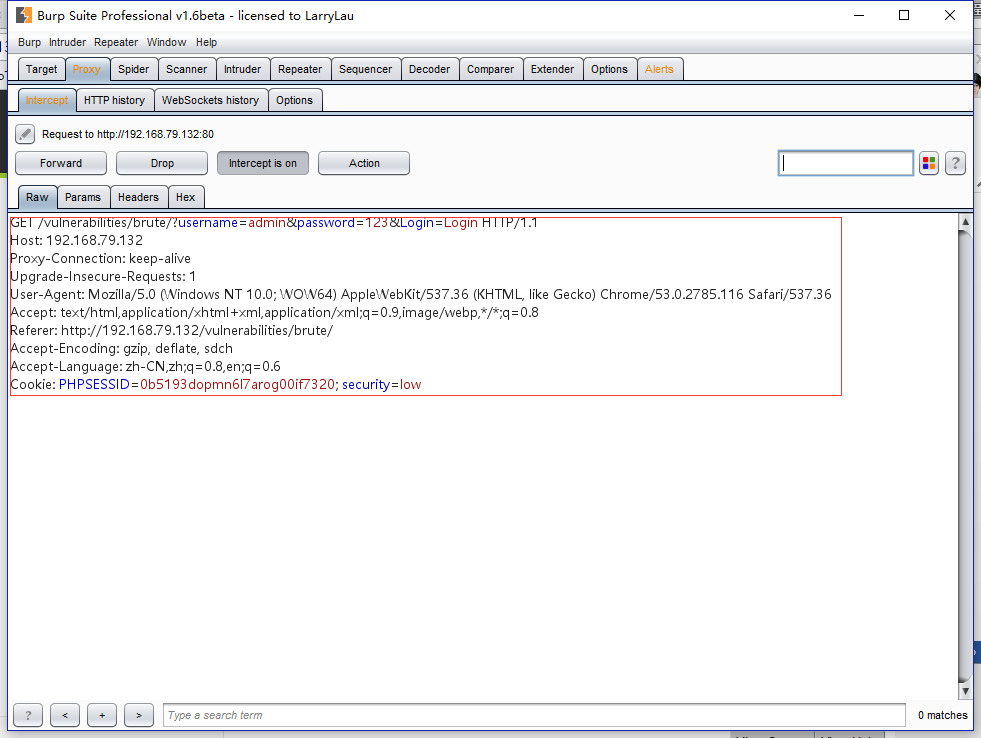 Burp Suite Professional v1.6beta - licensed to LarryLau
Burp Intruder Repeater Window Help
Target Proxy Spider Scanner Intruder Repeater Sequencer Decoder Comparer Extender Options Alerts
Intercept HTTP history WebSockets history Options
Request to http://192.168.79.132:80
Forward Drop Intercept is on Action ?
Raw Params Headers Hex
GET /vulnerabilities/brute/?username=admin&password=123&Login=Login HTTP/1.1
Host: 192.168.79.132
Proxy-Connection: keep-alive
Upgrade-Insecure-Requests: 1
User-Agent: Mozilla/5.0 (Windows NT 10.0; WOW64) AppleWebKit/537.36 (KHTML, like Gecko) Chrome/53.0.2785.116 Safari/537.36
Accept: text/html,application/xhtml+xml,application/xml;q=0.9,image/webp,*/*;q=0.8
Referer: http://192.168.79.132/vulnerabilities/brute/
Accept-Encoding: gzip, deflate, sdch
Accept-Language: zh-CN,zh;q=0.8,en;q=0.6
Cookie: PHPSESSID=0b5193dopmn6l7arog00if7320; security=low
? < + > Type a search term 0 matches